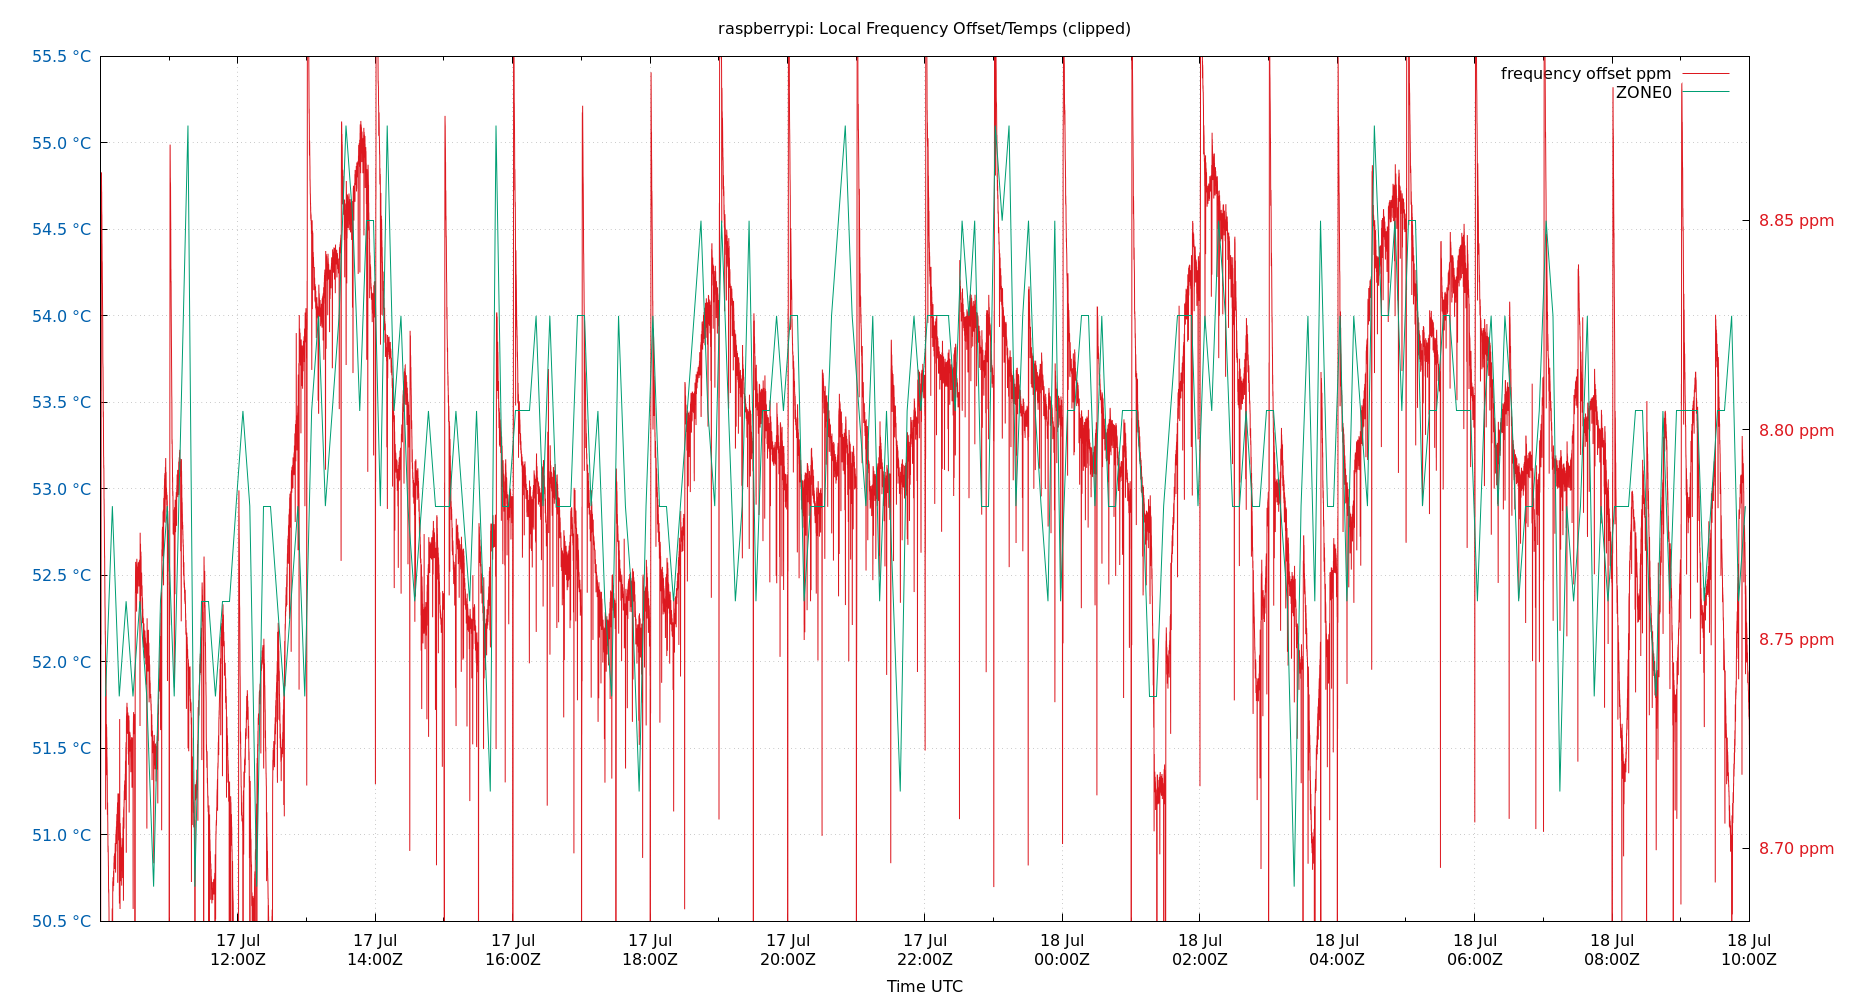 raspberrypi: Local Frequency Offset/Temps (clipped)
55.5 °C
55.0 °C
54.5 °C
54.0 °C
53.5 °C
53.0 °C
52.5 °C
52.0 °C
51.5 °C
51.0 °C
50.5 °C
frequency offset ppm
ZONE0
8.85 ppm
8.80 ppm
8.75 ppm
8.70 ppm
17 Jul 17 Jul 17 Jul 17 Jul 17 Jul 17 Jul 18 Jul 18 Jul 18 Jul 18 Jul 18 Jul 18 Jul
12:00Z 14:00Z 16:00Z 18:00Z 20:00Z 22:00Z 00:00Z 02:00Z 04:00Z 06:00Z 08:00Z 10:00Z
Time UTC